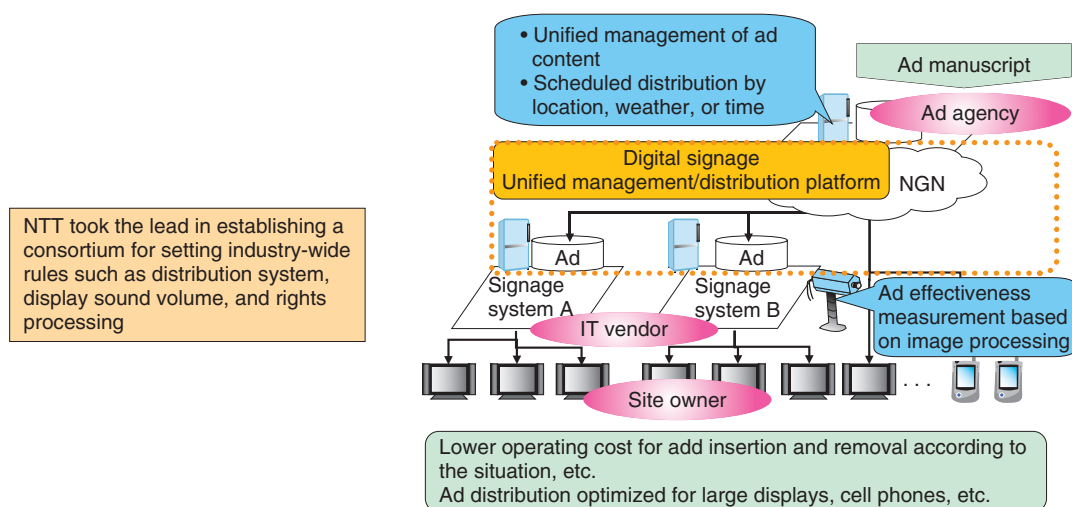 • Unified management of ad
content
• Scheduled distribution by
location, weather, or time
Ad manuscript
Ad agency
Digital signage
Unified management/distribution platform
NGN
NTT took the lead in establishing a
consortium for setting industry-wide
rules such as distribution system,
display sound volume, and rights
processing
Ad
Ad
Signage
system A
Signage
system B
Ad effectiveness
measurement based
on image processing
IT vendor
. . .
Site owner
Lower operating cost for add insertion and removal according to
the situation, etc.
Ad distribution optimized for large displays, cell phones, etc.